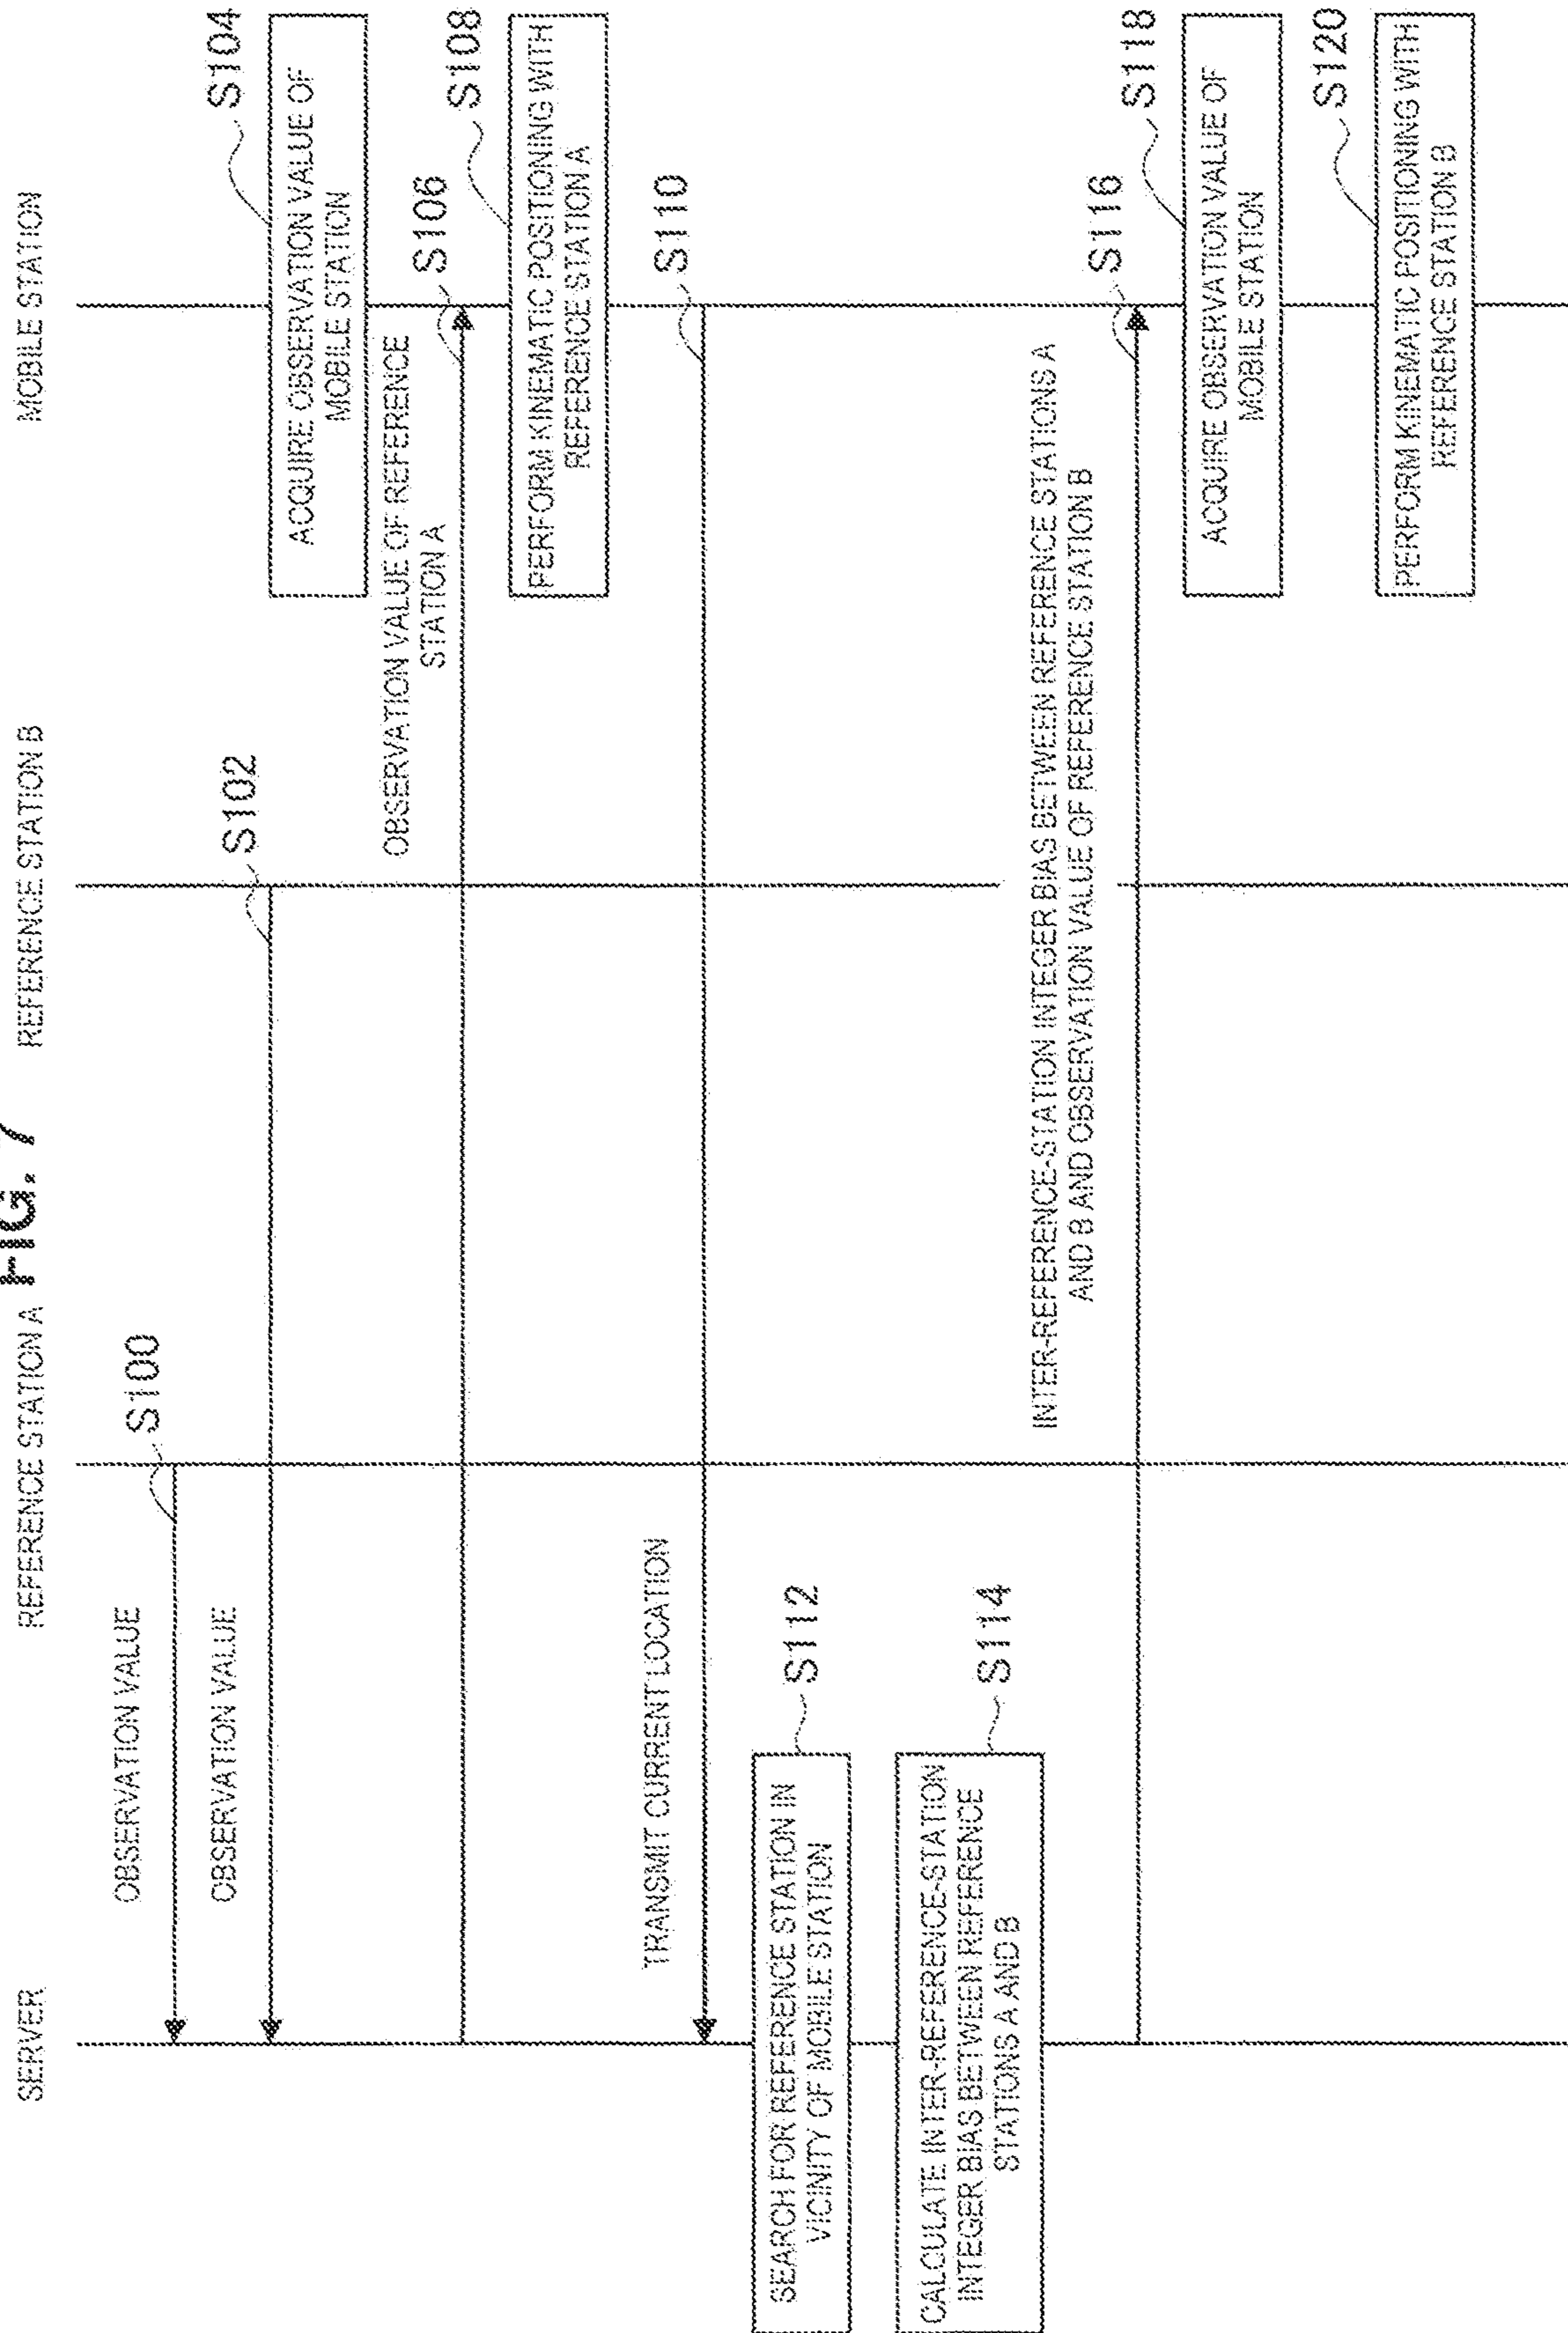 FIG. 7
SERVER
REFERENCE STATION A
REFERENCE STATION B
MOBILE STATION
OBSERVATION VALUE
S100
OBSERVATION VALUE
S102
S104
ACQUIRE OBSERVATION VALUE OF
MOBILE STATION
OBSERVATION VALUE OF REFERENCE
STATION A
S106
S108
PERFORM KINEMATIC POSITIONING WITH
REFERENCE STATION A
TRANSMIT CURRENT LOCATION
S110
SEARCH FOR REFERENCE STATION IN
VICINITY OF MOBILE STATION
S112
CALCULATE INTER-REFERENCE-STATION
INTEGER BIAS BETWEEN REFERENCE
STATIONS A AND B
S114
INTER-REFERENCE-STATION INTEGER BIAS BETWEEN REFERENCE STATIONS A
AND B AND OBSERVATION VALUE OF REFERENCE STATION B
S116
S118
ACQUIRE OBSERVATION VALUE OF
MOBILE STATION
S120
PERFORM KINEMATIC POSITIONING WITH
REFERENCE STATION B